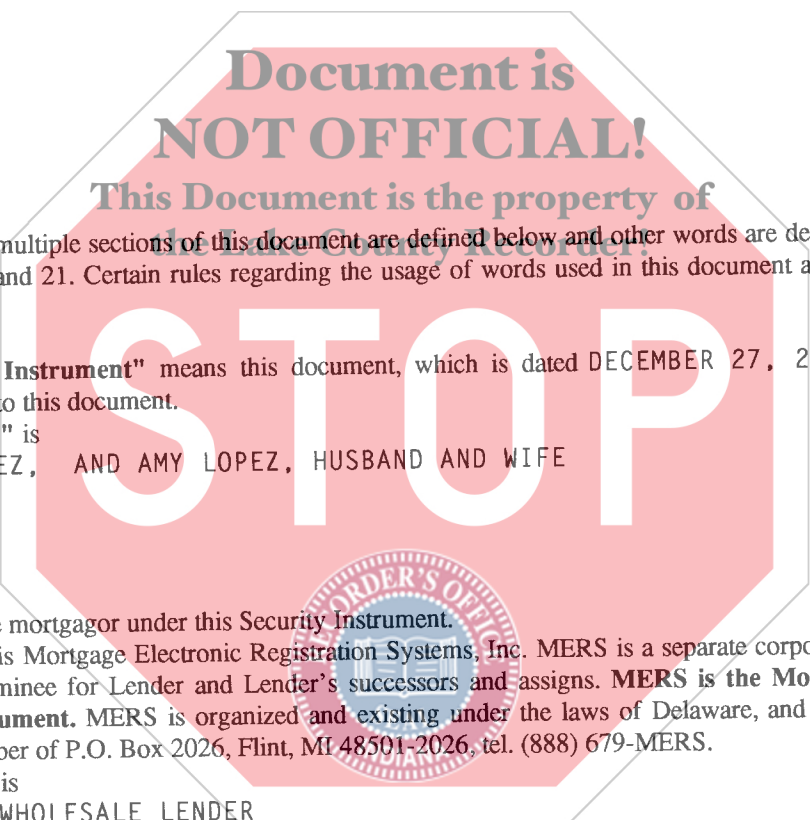 Document is
NOT OFFICIAL!
This Document is the property of
the Lake County Recorder!
multiple sections of this document are defined below and other words are de
and 21. Certain rules regarding the usage of words used in this document a
STOP
Instrument" means this document, which is dated DECEMBER 27, 2
to this document.
" is
EZ, AND AMY LOPEZ, HUSBAND AND WIFE
RECORDER'S OFFICE
mortgagor under this Security Instrument.
is Mortgage Electronic Registration Systems, Inc. MERS is a separate corpo
minee for Lender and Lender's successors and assigns. MERS is the Mo
ument. MERS is organized and existing under the laws of Delaware, and
ber of P.O. Box 2026, Flint, MI 48501-2026, tel. (888) 679-MERS.
INDIANA
is
WHOLESALE LENDER